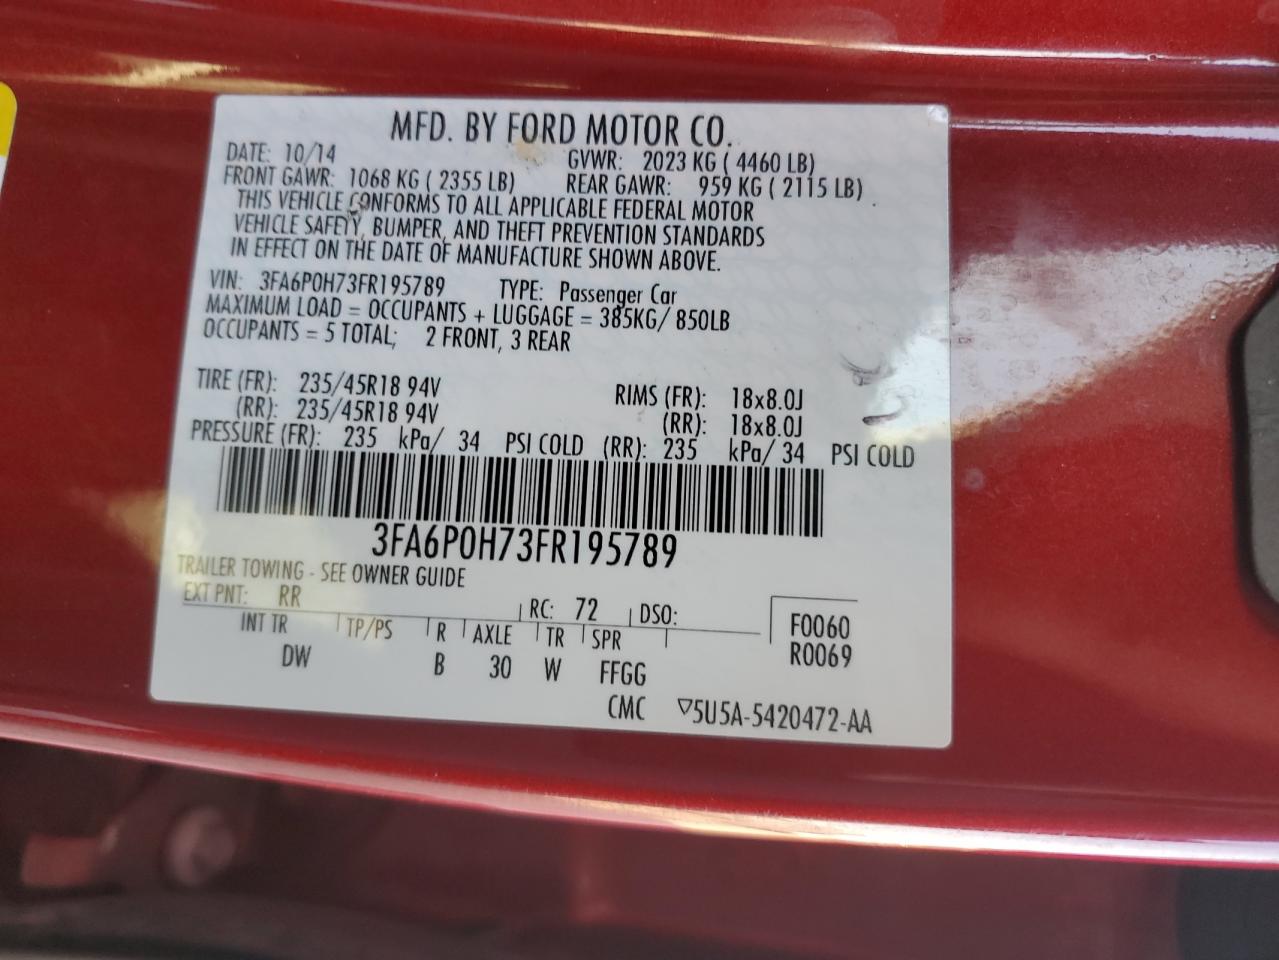 MFD. BY FORD MOTOR CO.
DATE: 10/14 GVWR: 2023 KG ( 4460 LB)
FRONT GAWR: 1068 KG ( 2355 LB) REAR GAWR: 959 KG ( 2115 LB)
THIS VEHICLE CONFORMS TO ALL APPLICABLE FEDERAL MOTOR
VEHICLE SAFETY, BUMPER, AND THEFT PREVENTION STANDARDS
IN EFFECT ON THE DATE OF MANUFACTURE SHOWN ABOVE.
VIN: 3FA6P0H73FR195789 TYPE: Passenger Car
MAXIMUM LOAD = OCCUPANTS + LUGGAGE = 385KG/ 850LB
OCCUPANTS = 5 TOTAL; 2 FRONT, 3 REAR
TIRE (FR): 235/45R18 94V RIMS (FR): 18x8.0J
(RR): 235/45R18 94V (RR): 18x8.0J
PRESSURE (FR): 235 kPa/ 34 PSI COLD (RR): 235 kPa/ 34 PSI COLD
3FA6P0H73FR195789
TRAILER TOWING - SEE OWNER GUIDE
EXT PNT: RR RC: 72 DSO: F0060
INT TR TP/PS R AXLE TR SPR R0069
DW B 30 W FFGG
CMC ▽5U5A-5420472-AA